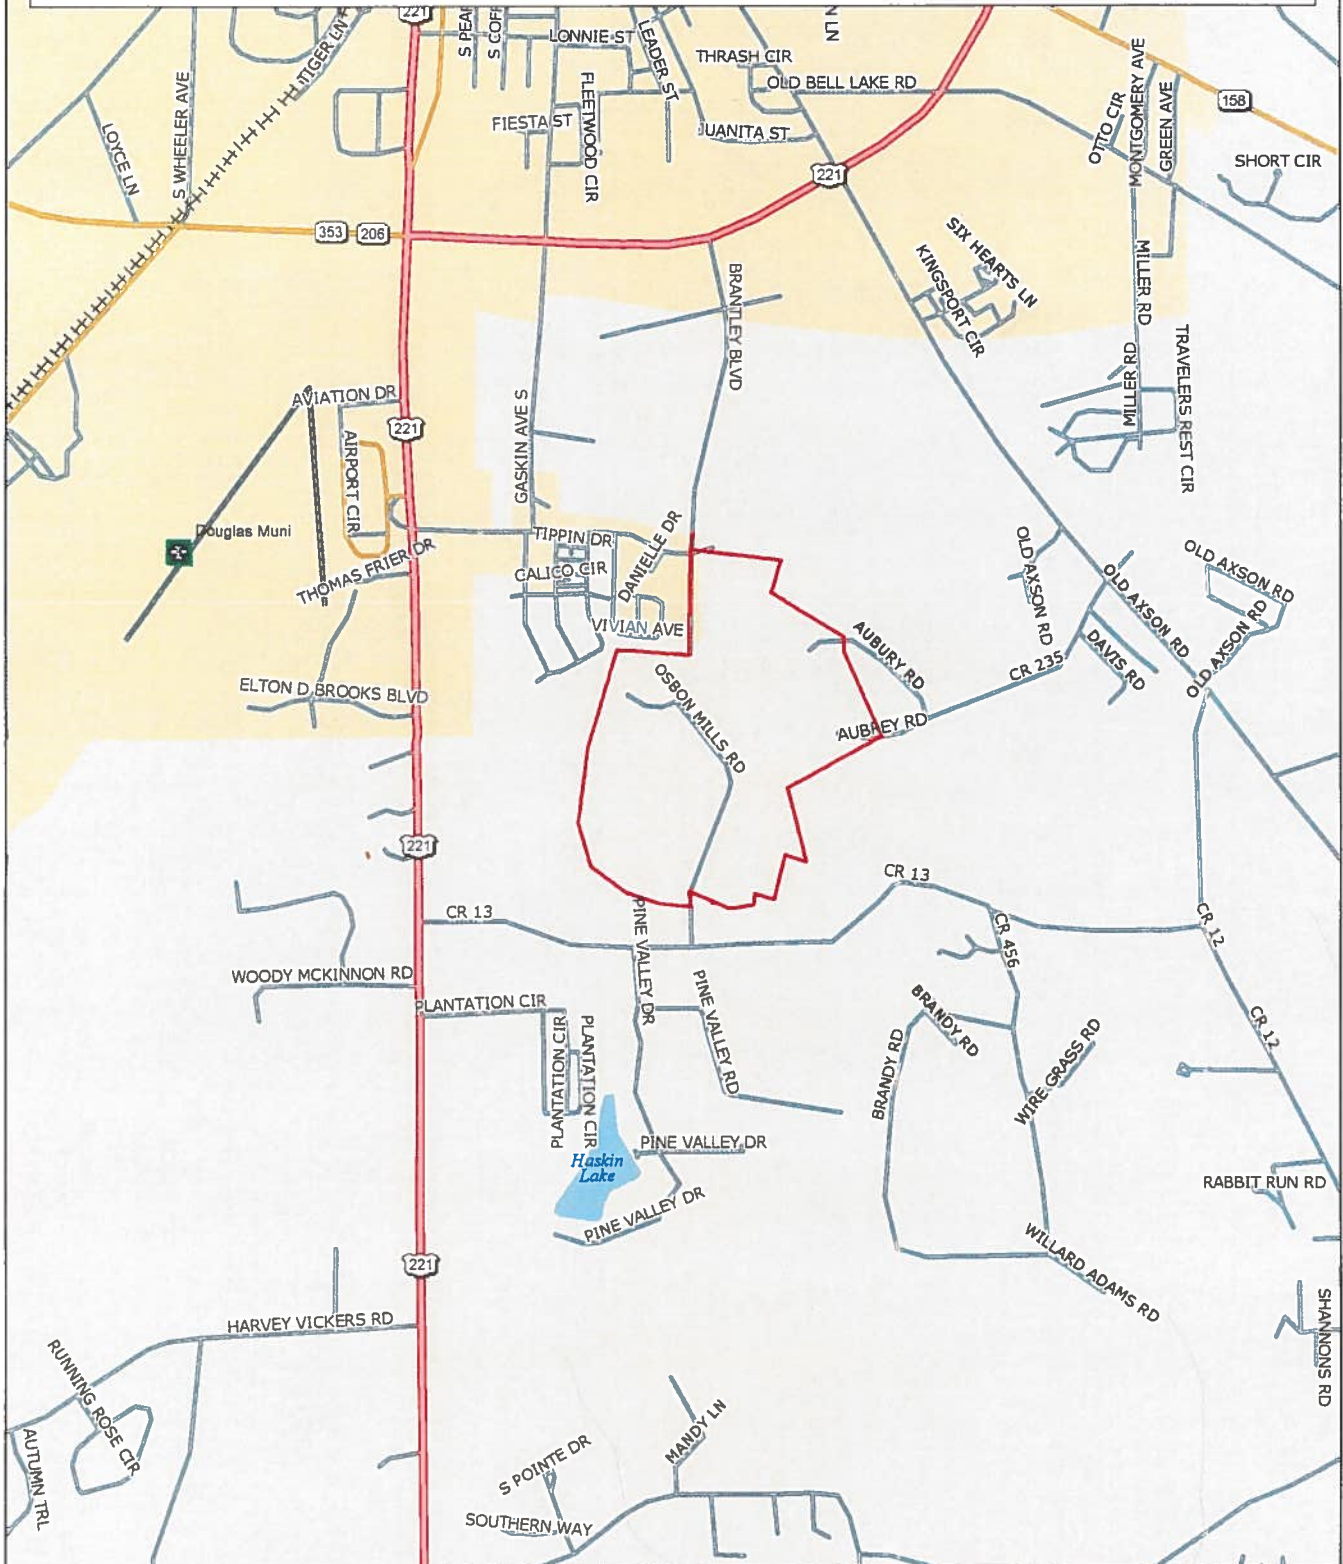 221
S PEAR
S COFF
TIGER LN
LONNIE ST
LEADER ST
N LN
THRASH CIR
OLD BELL LAKE RD
MONTGOMERY AVE
OTTO CIR
GREEN AVE
158
SHORT CIR
LOYCE LN
S WHEELER AVE
FIESTA ST
FLEETWOOD CIR
JUANITA ST
221
353
206
BRANTLEY BLVD
SIX HEARTS LN
KINGSPORT CIR
MILLER RD
MILLER RD
TRAVELERS REST CIR
AVIATION DR
221
AIRPORT CIR
GASKIN AVE S
Douglas Muni
THOMAS FRIER DR
TIPPIN DR
CALICO CIR
DANIELLE DR
VIVIAN AVE
OLD AXSON RD
OLD AXSON RD
OLD AXSON RD
OLD AXSON RD
DAVIS RD
AUBURY RD
CR 235
AUBREY RD
ELTON D BROOKS BLVD
OSBON MILLS RD
221
CR 13
CR 13
PINE VALLEY DR
CR 456
CR 12
CR 12
WOODY MCKINNON RD
PLANTATION CIR
PLANTATION CIR
PLANTATION CIR
PINE VALLEY RD
BRANDY RD
BRANDY RD
WIRE GRASS RD
Haskin
Lake
PINE VALLEY DR
PINE VALLEY DR
RABBIT RUN RD
221
WILLARD ADAMS RD
SHANNONS RD
HARVEY VICKERS RD
RUNNING ROSE CIR
AUTUMN TRL
MANDY LN
S POINTE DR
SOUTHERN WAY